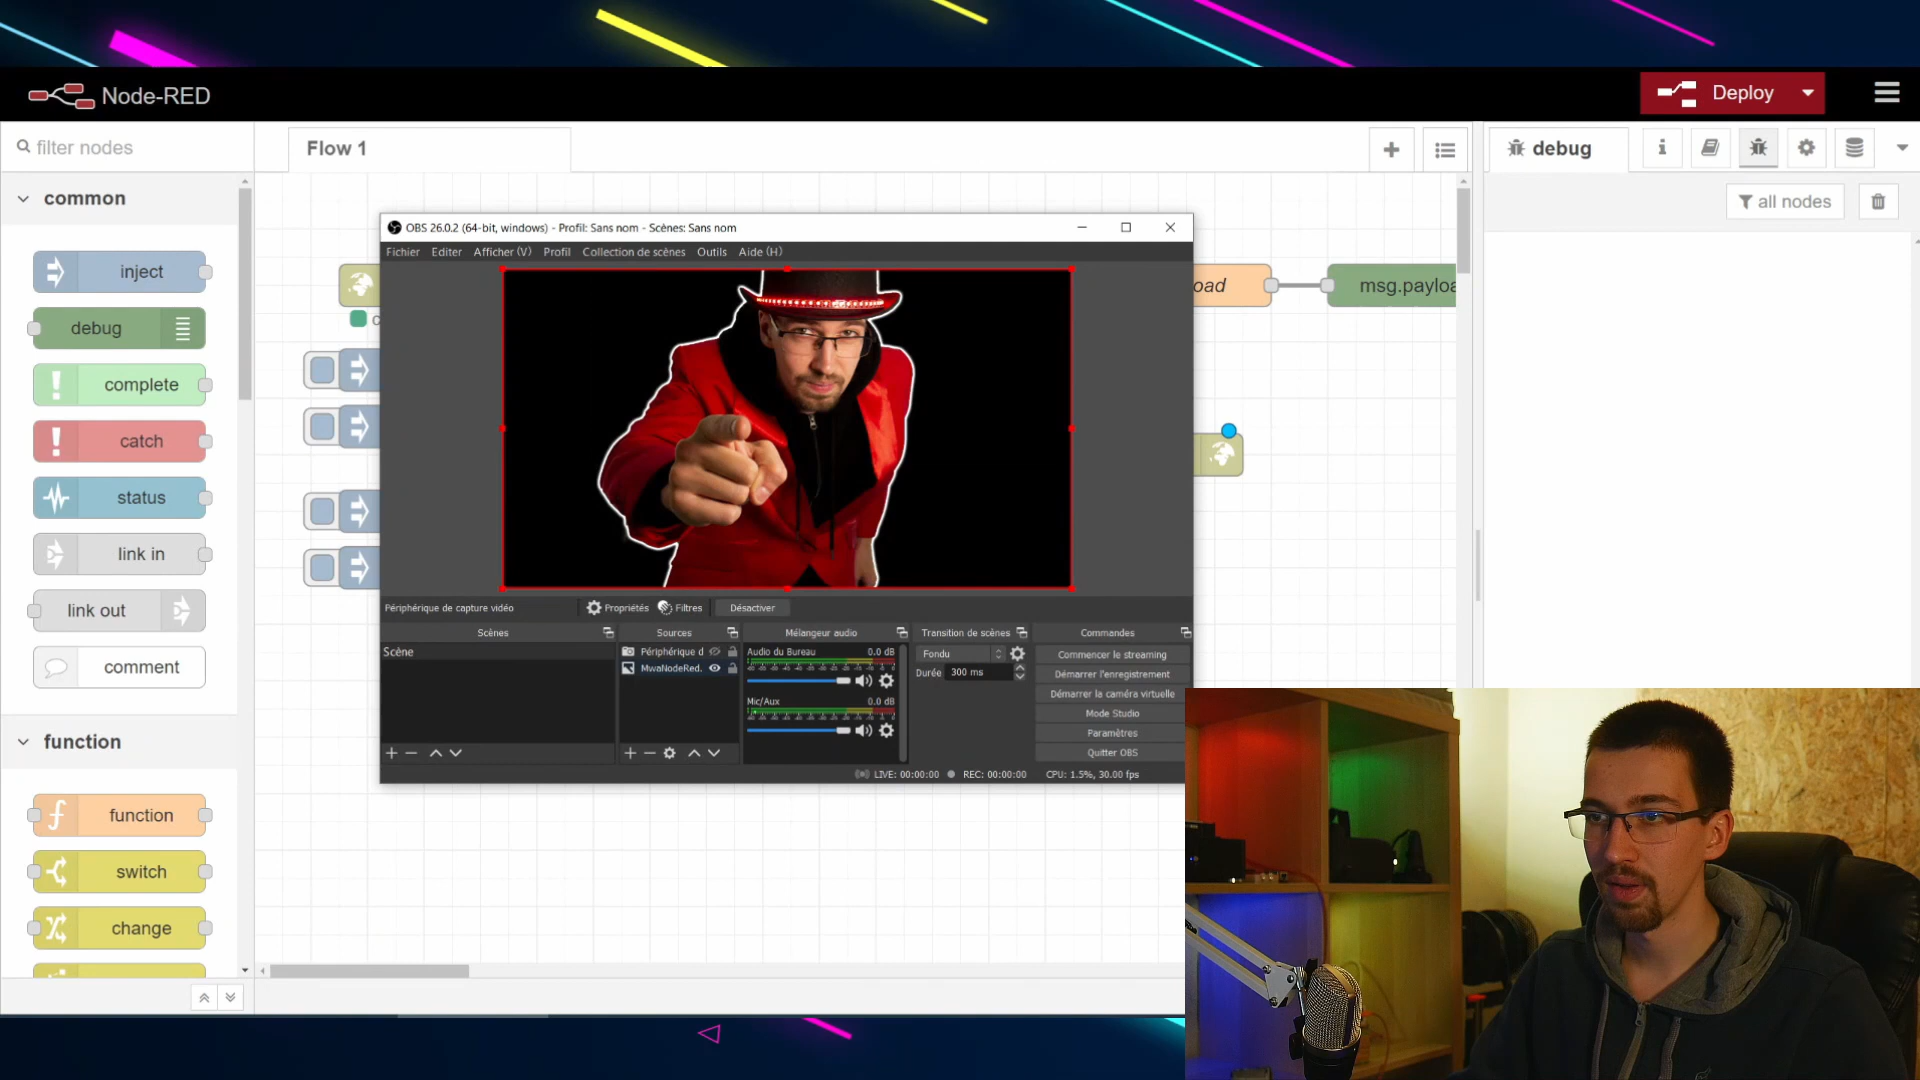 Node-RED
Deploy
filter nodes
Flow 1
debug
all nodes
common
inject
debug
complete
catch
status
link in
link out
comment
function
function
switch
change
OBS 26.0.2 (64-bit, windows) - Profil: Sans nom - Scènes: Sans nom
Fichier Editer Afficher (V) Profil Collection de scènes Outils Aide (H)
oad
msg.payloa
c
Périphérique de capture vidéo
Propriétés Filtres Désactiver
Scènes
Scène
Sources
Périphérique d
MwaNodeRed.
Mélangeur audio
Audio du Bureau 0.0 dB
Mic/Aux 0.0 dB
Transition de scènes
Fondu
Durée 300 ms
Commandes
Commencer le streaming
Démarrer l'enregistrement
Démarrer la caméra virtuelle
Mode Studio
Paramètres
Quitter OBS
LIVE: 00:00:00 REC: 00:00:00 CPU: 1.5%, 30.00 fps